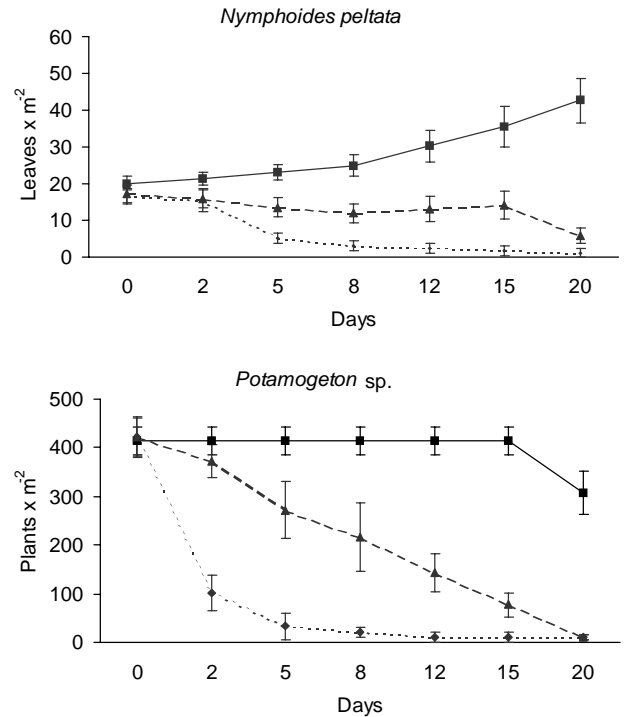 Nymphoides peltata
Leaves x m-2
60
50
40
30
20
10
0
0 2 5 8 12 15 20
Days
Potamogeton sp.
Plants x m-2
500
400
300
200
100
0
0 2 5 8 12 15 20
Days